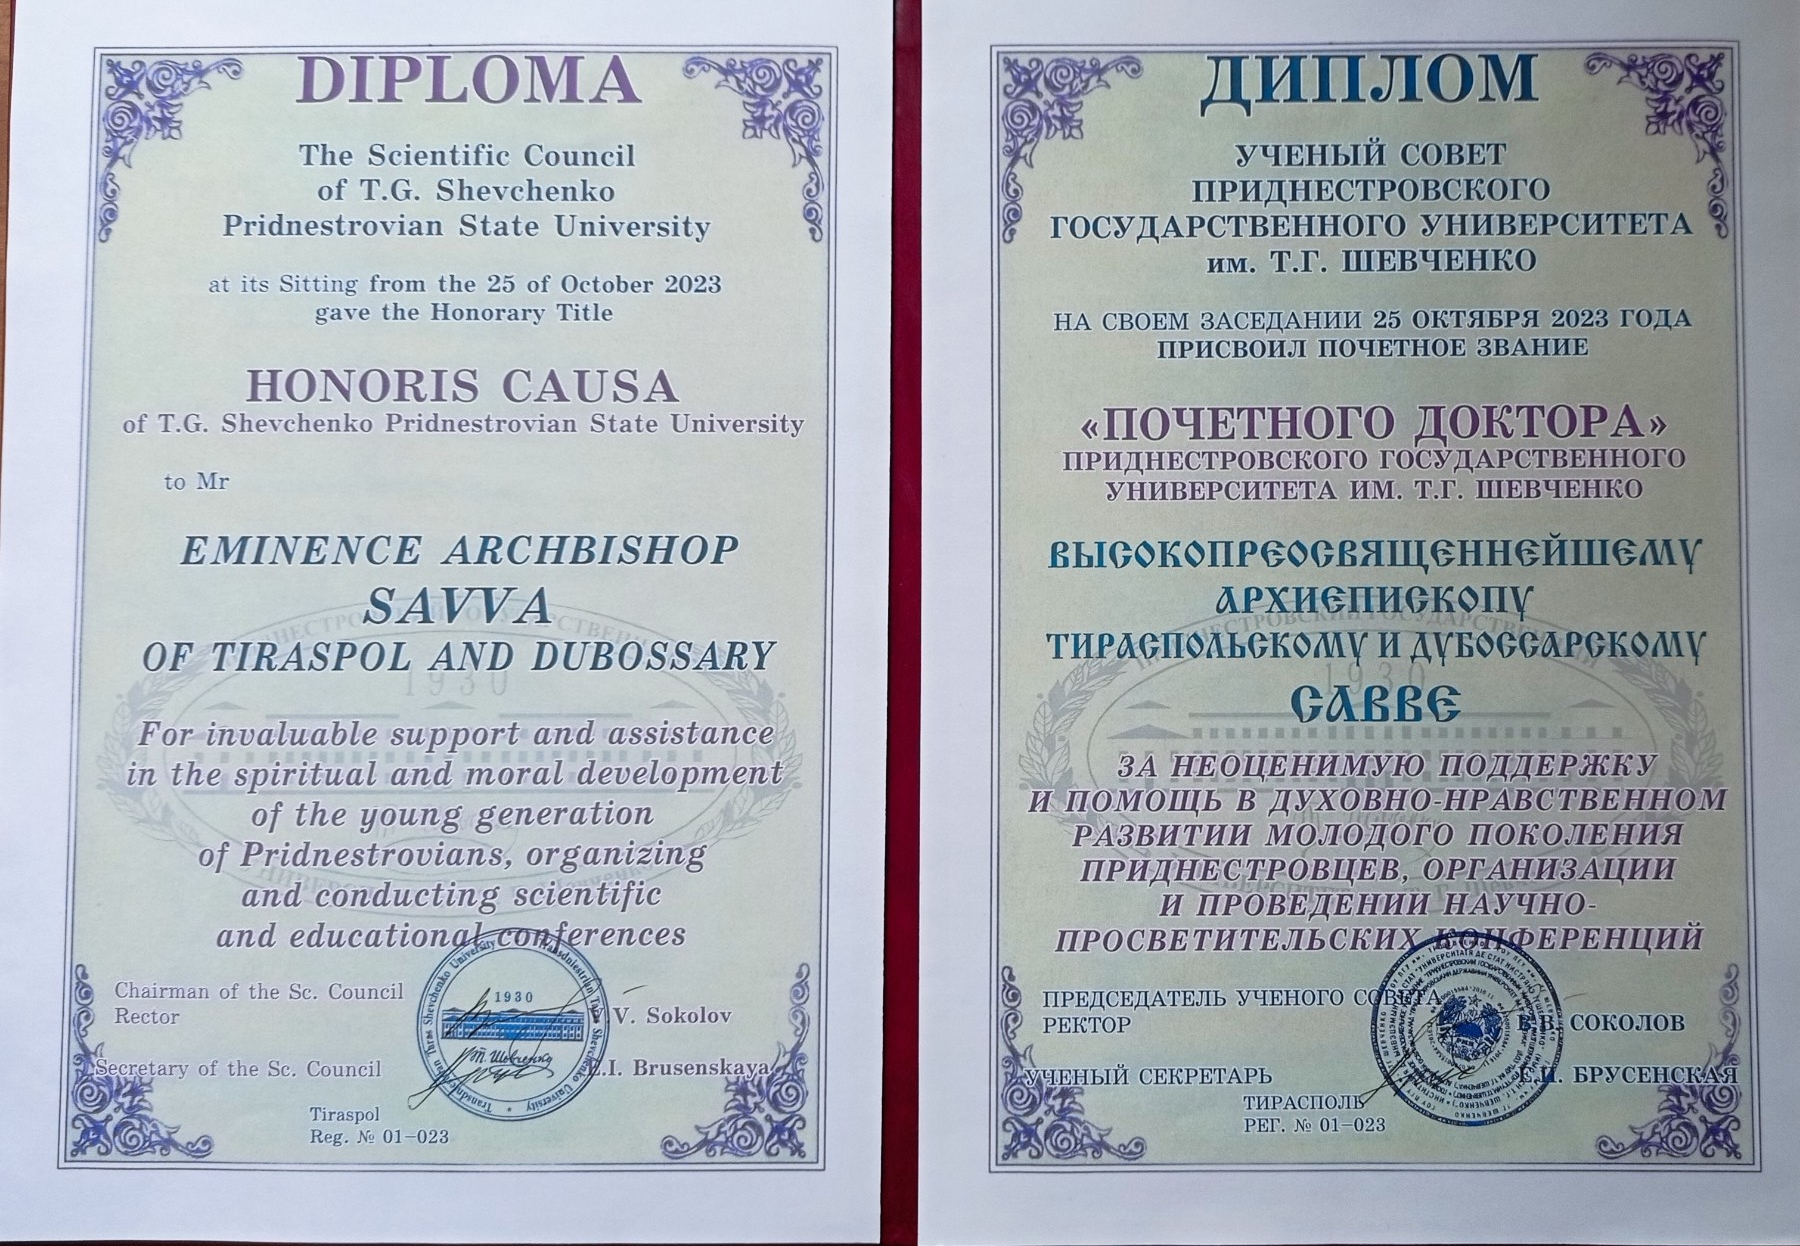 DIPLOMA
The Scientific Council
of T.G. Shevchenko
Pridnestrovian State University
at its Sitting from the 25 of October 2023
gave the Honorary Title
HONORIS CAUSA
of T.G. Shevchenko Pridnestrovian State University
to Mr
EMINENCE ARCHBISHOP
SAVVA
OF TIRASPOL AND DUBOSSARY
1930
For invaluable support and assistance
in the spiritual and moral development
of the young generation
of Pridnestrovians, organizing
and conducting scientific
and educational conferences
Chairman of the Sc. Council
Rector
V. Sokolov
1930
Т. Шевченко
Secretary of the Sc. Council
.I. Brusenskaya
Tiraspol
Reg. № 01-023
ДИПЛОМ
УЧЕНЫЙ СОВЕТ
ПРИДНЕСТРОВСКОГО
ГОСУДАРСТВЕННОГО УНИВЕРСИТЕТА
им. Т.Г. ШЕВЧЕНКО
НА СВОЕМ ЗАСЕДАНИИ 25 ОКТЯБРЯ 2023 ГОДА
ПРИСВОИЛ ПОЧЕТНОЕ ЗВАНИЕ
«ПОЧЕТНОГО ДОКТОРА»
ПРИДНЕСТРОВСКОГО ГОСУДАРСТВЕННОГО
УНИВЕРСИТЕТА ИМ. Т.Г. ШЕВЧЕНКО
ВЫСОКОПРЕОСВЯЩЕННЕЙШЕМУ
АРХИЕПИСКОПУ
ТИРАСПОЛЬСКОМУ И ДУБОССАРСКОМУ
1930
САВВЕ
ЗА НЕОЦЕНИМУЮ ПОДДЕРЖКУ
И ПОМОЩЬ В ДУХОВНО-НРАВСТВЕННОМ
РАЗВИТИИ МОЛОДОГО ПОКОЛЕНИЯ
ПРИДНЕСТРОВЦЕВ, ОРГАНИЗАЦИИ
И ПРОВЕДЕНИИ НАУЧНО-
ПРОСВЕТИТЕЛЬСКИХ КОНФЕРЕНЦИЙ
ПРЕДСЕДАТЕЛЬ УЧЕНОГО СОВЕТА
РЕКТОР
В.В. СОКОЛОВ
УЧЕНЫЙ СЕКРЕТАРЬ
Е.И. БРУСЕНСКАЯ
ТИРАСПОЛЬ
РЕГ. № 01-023